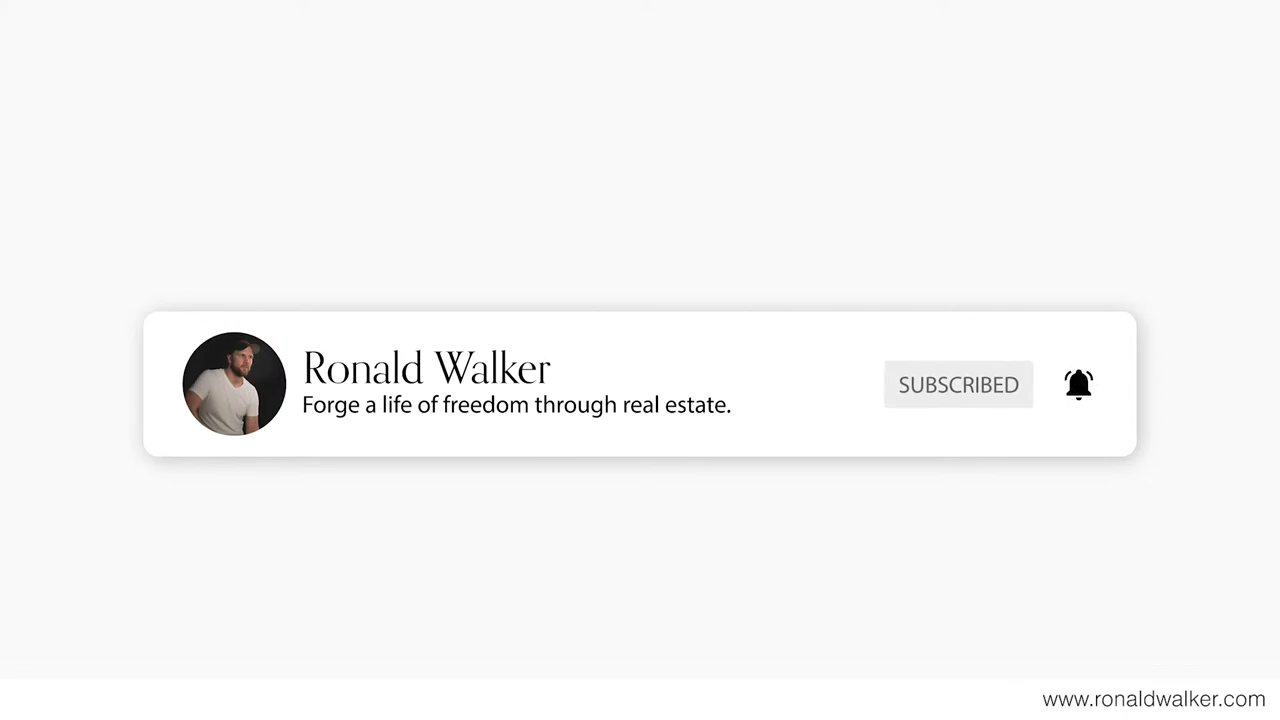 Ronald Walker
Forge a life of freedom through real estate.
SUBSCRIBED
www.ronaldwalker.com